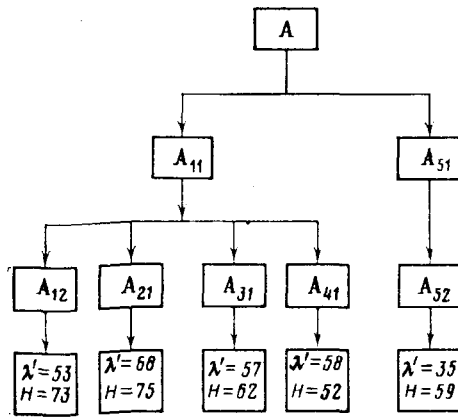 A
A₁₁
A₅₁
A₁₂
A₂₁
A₃₁
A₄₁
A₅₂
λ'=53
H=73
λ'=68
H=75
λ'=57
H=62
λ'=58
H=52
λ'=35
H=59